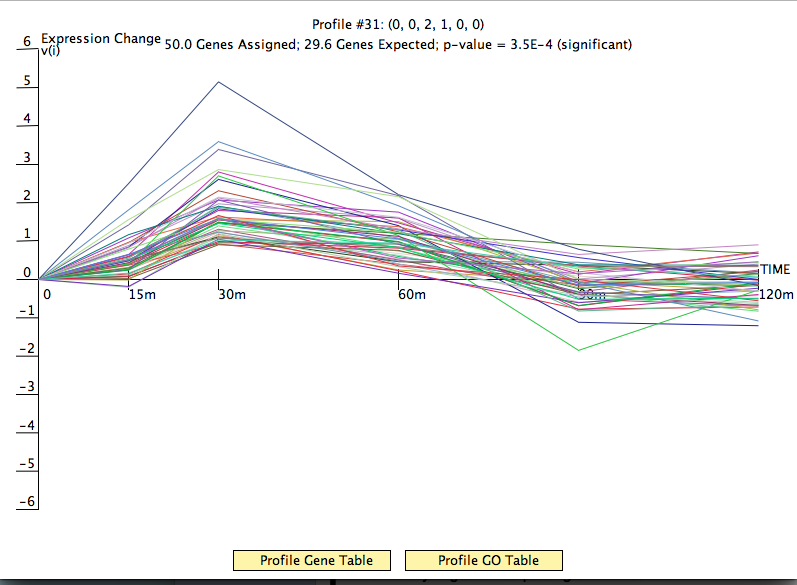 Profile #31: (0, 0, 2, 1, 0, 0)
Expression Change
v(i)
50.0 Genes Assigned; 29.6 Genes Expected; p-value = 3.5E-4 (significant)
6
5
4
3
2
1
0
-1
-2
-3
-4
-5
-6
TIME
0 15m 30m 60m 90m 120m
Profile Gene Table Profile GO Table